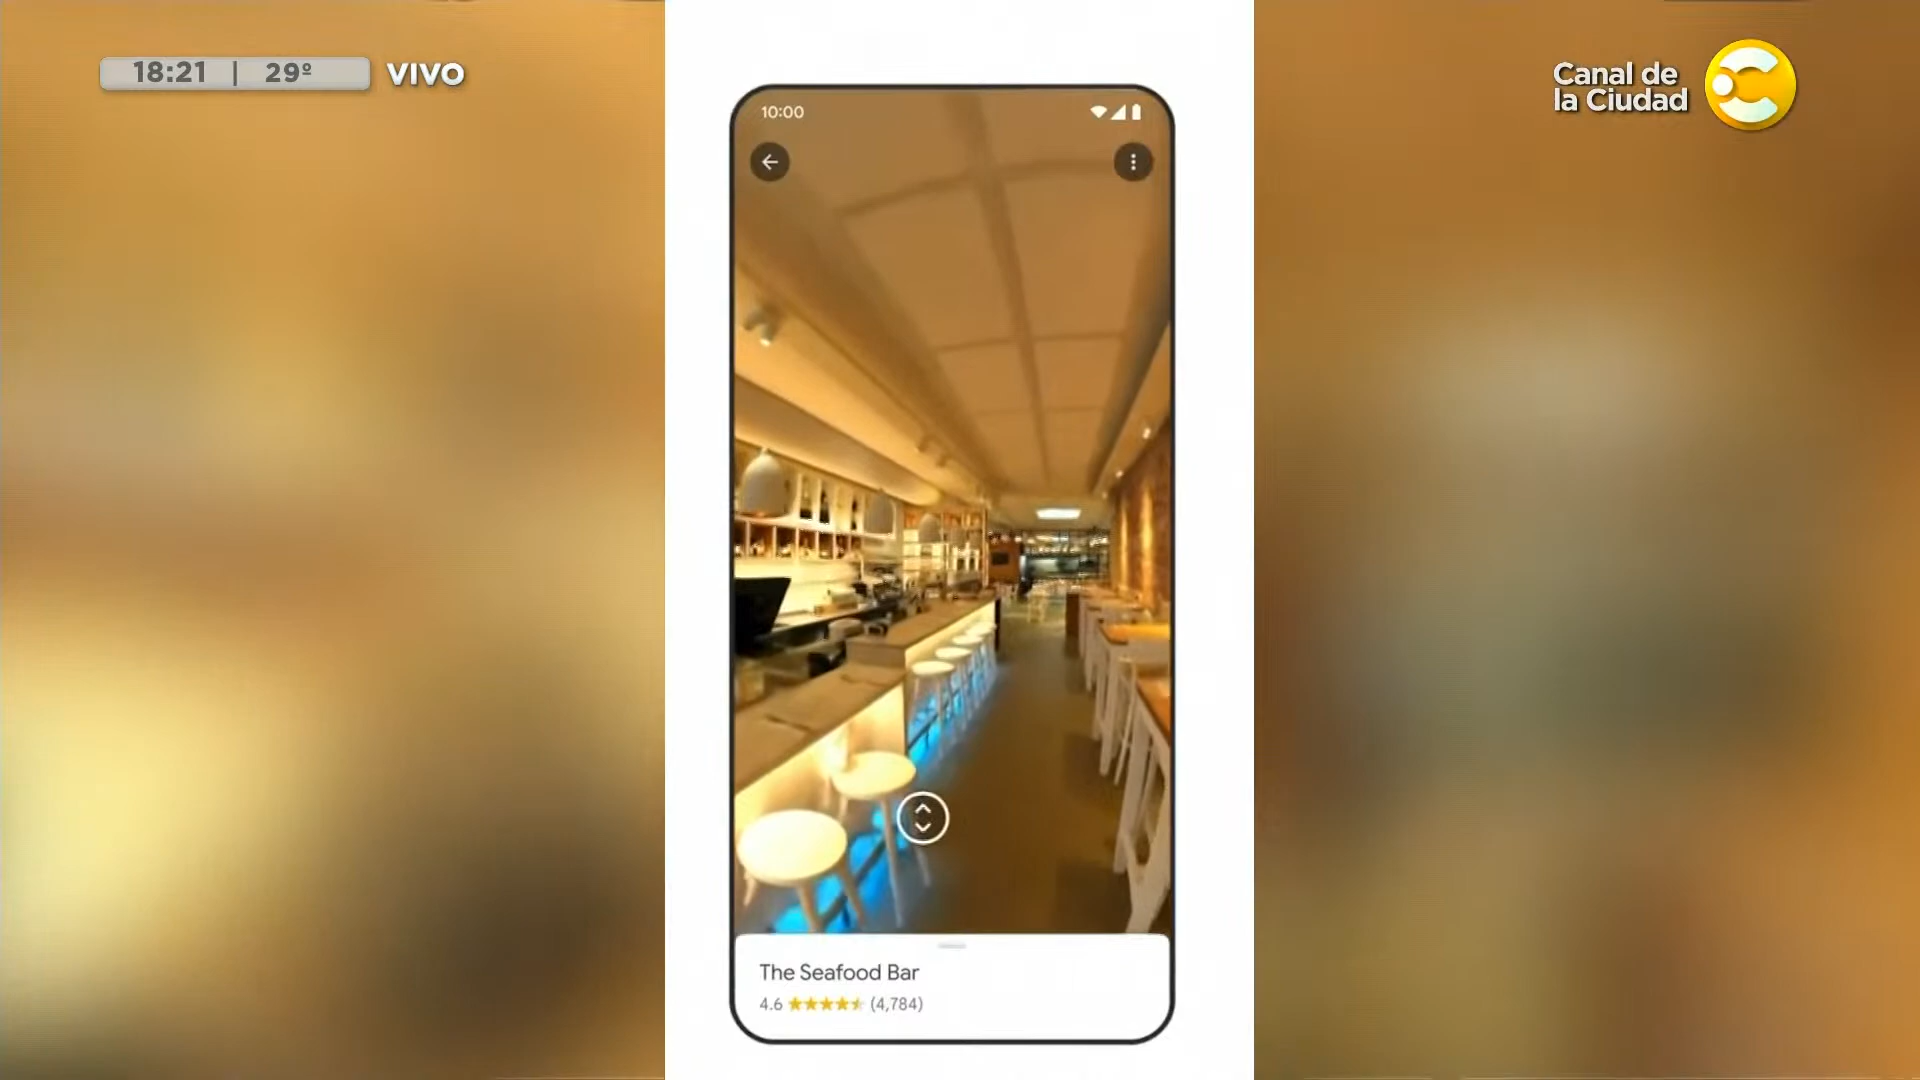 18:21 | 29º VIVO
Canal de
la Ciudad
10:00
The Seafood Bar
4.6 ★★★★★ (4,784)